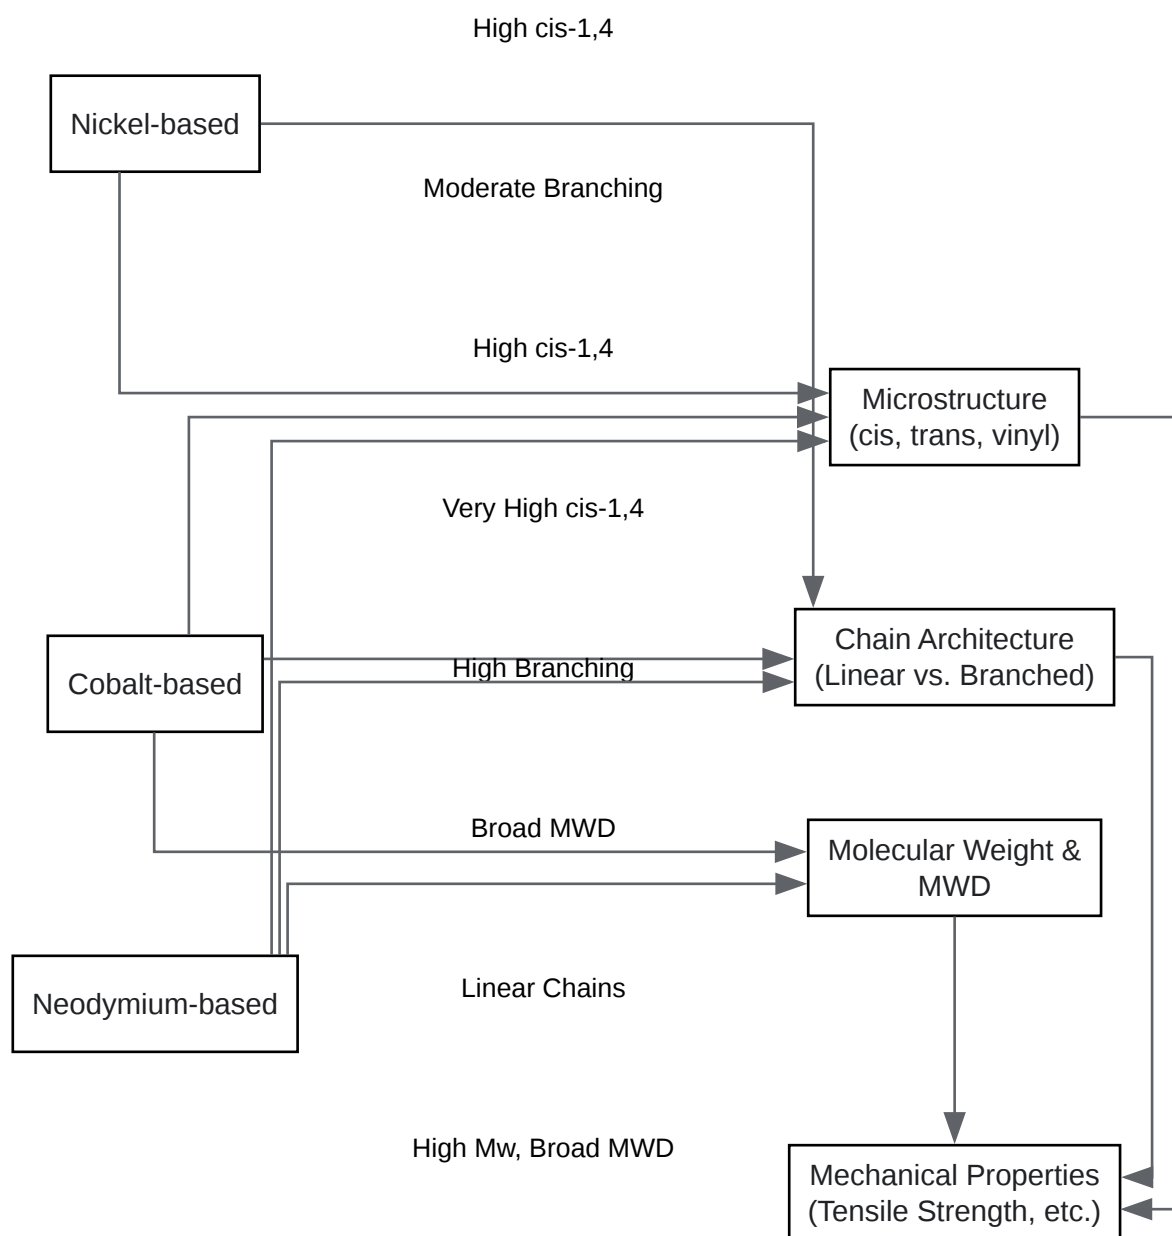 High cis-1,4
Nickel-based
Moderate Branching
High cis-1,4
Microstructure
(cis, trans, vinyl)
Very High cis-1,4
Chain Architecture
(Linear vs. Branched)
Cobalt-based
High Branching
Broad MWD
Molecular Weight &
MWD
Linear Chains
Neodymium-based
High Mw, Broad MWD
Mechanical Properties
(Tensile Strength, etc.)